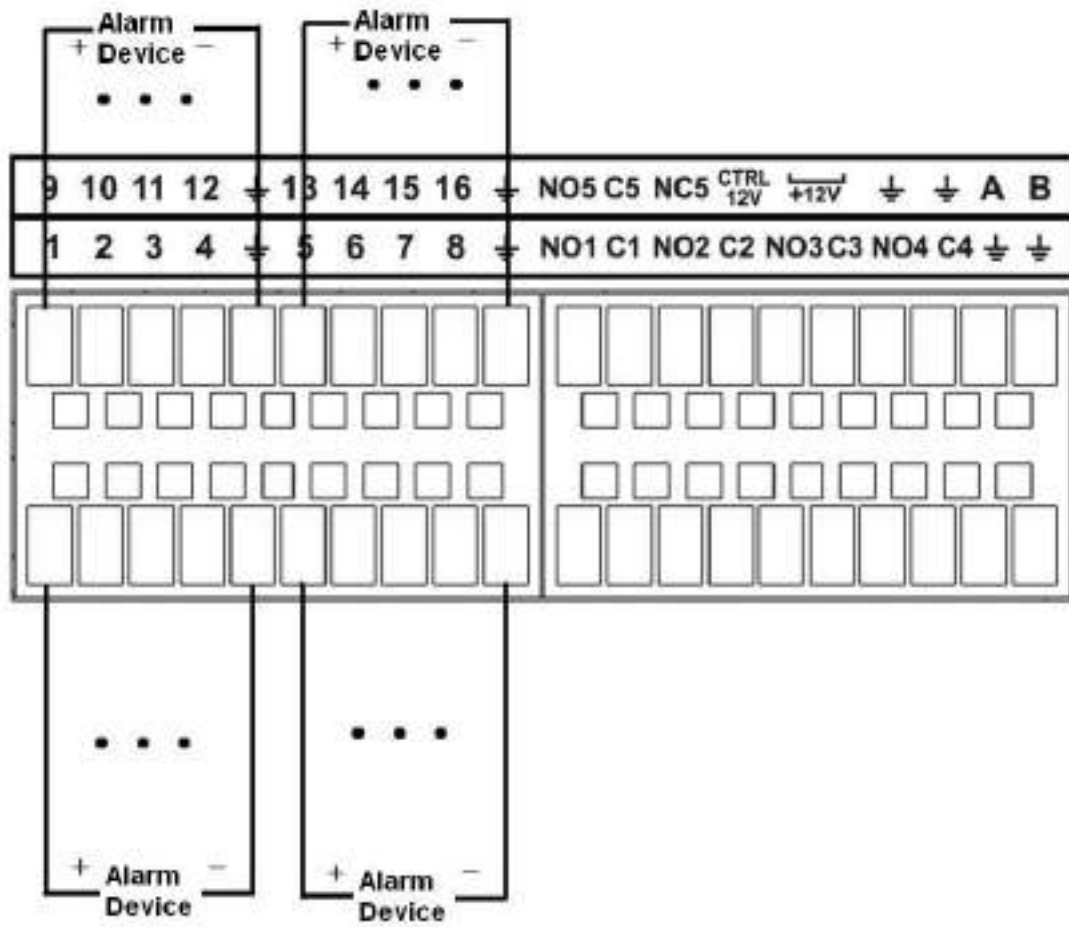 Alarm
Device
+ −
Alarm
Device
+ −
9 10 11 12 ⏚ 13 14 15 16 ⏚ NO5 C5 NC5 CTRL 12V +12V ⏚ ⏚ A B
1 2 3 4 ⏚ 5 6 7 8 ⏚ NO1 C1 NO2 C2 NO3 C3 NO4 C4 ⏚ ⏚
+ −
Alarm
Device
+ −
Alarm
Device